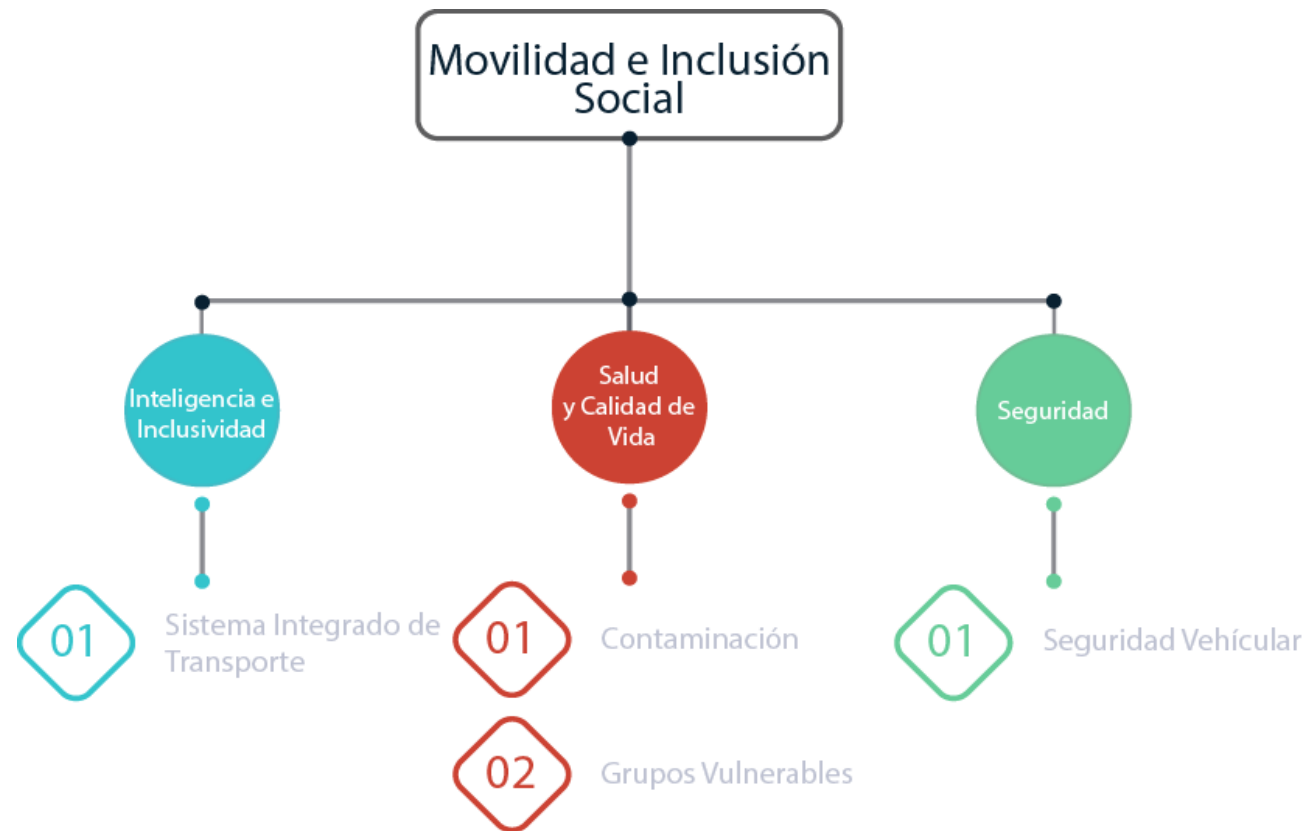 Movilidad e Inclusión
Social
Inteligencia e
Inclusividad
Salud
y Calidad de
Vida
Seguridad
01
Sistema Integrado de
Transporte
01
Contaminación
02
Grupos Vulnerables
01
Seguridad Vehícular